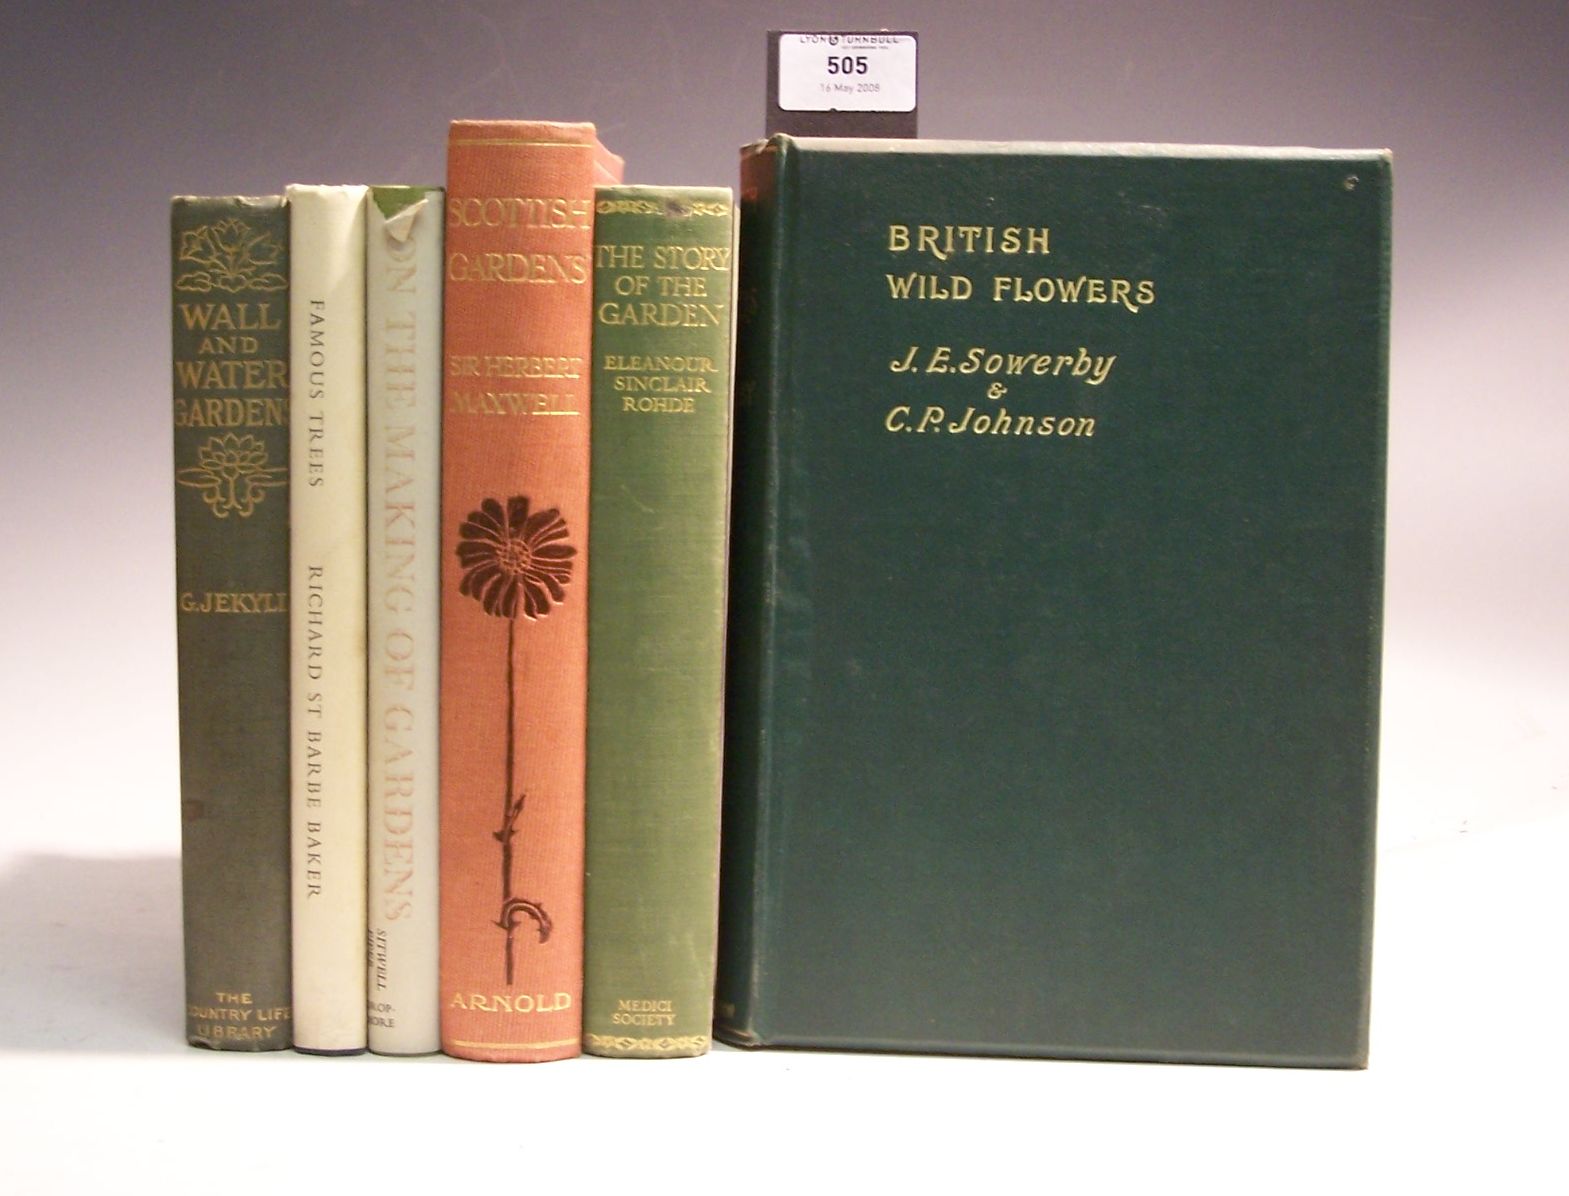 LYON & TURNBULL
505
16 May 2008
WALL
AND
WATER
GARDENS
G. JEKYLL
THE
COUNTRY LIFE
LIBRARY
FAMOUS TREES
RICHARD ST BARBE BAKER
ON THE MAKING OF GARDENS
SITWELL
SCOTTISH
GARDENS
SIR HERBERT
MAXWELL
ARNOLD
THE STORY
OF THE
GARDEN
ELEANOUR
SINCLAIR
ROHDE
MEDICI
SOCIETY
BRITISH
WILD FLOWERS
J. E. Sowerby
&
C. P. Johnson